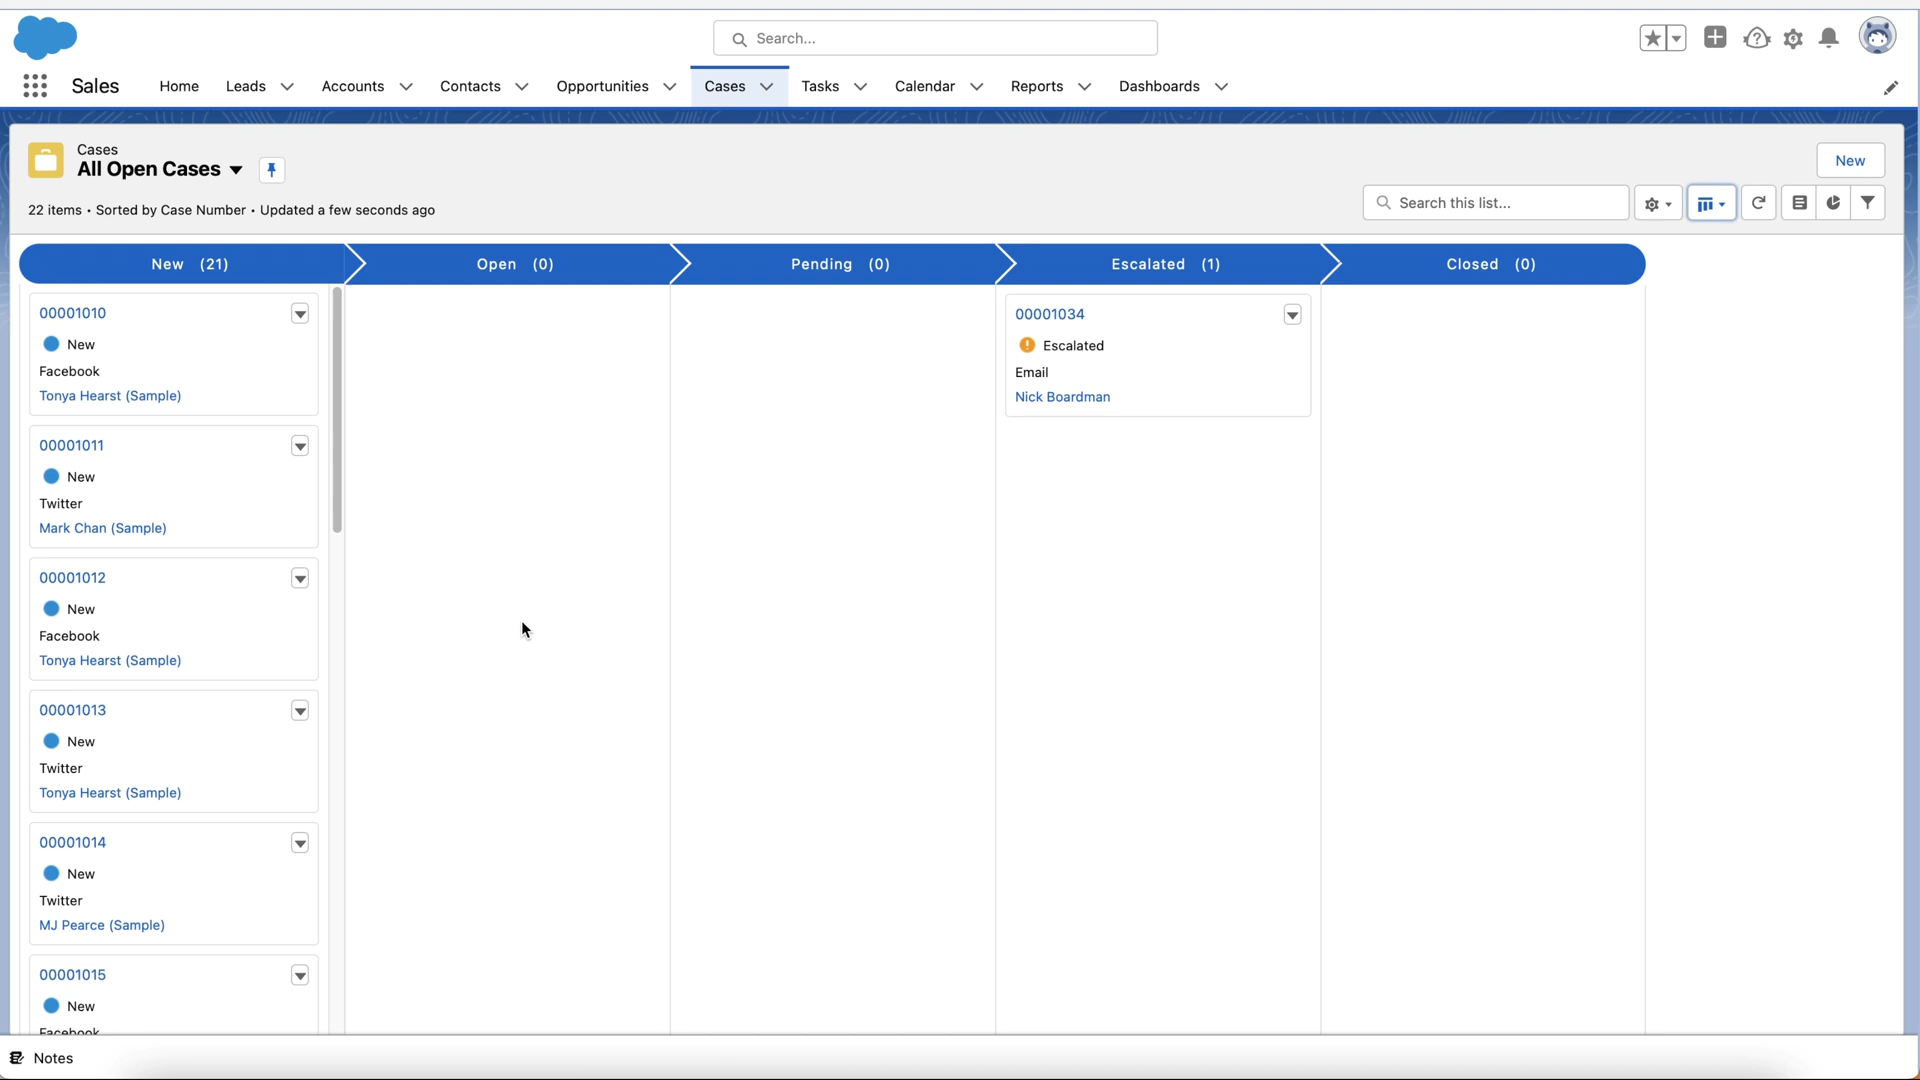 Search...
Sales
Home
Leads
Accounts
Contacts
Opportunities
Cases
Tasks
Calendar
Reports
Dashboards
Cases
All Open Cases
New
22 items • Sorted by Case Number • Updated a few seconds ago
Search this list...
New (21)
Open (0)
Pending (0)
Escalated (1)
Closed (0)
00001010
New
Facebook
Tonya Hearst (Sample)
00001011
New
Twitter
Mark Chan (Sample)
00001012
New
Facebook
Tonya Hearst (Sample)
00001013
New
Twitter
Tonya Hearst (Sample)
00001014
New
Twitter
MJ Pearce (Sample)
00001015
New
Facebook
00001034
Escalated
Email
Nick Boardman
Notes